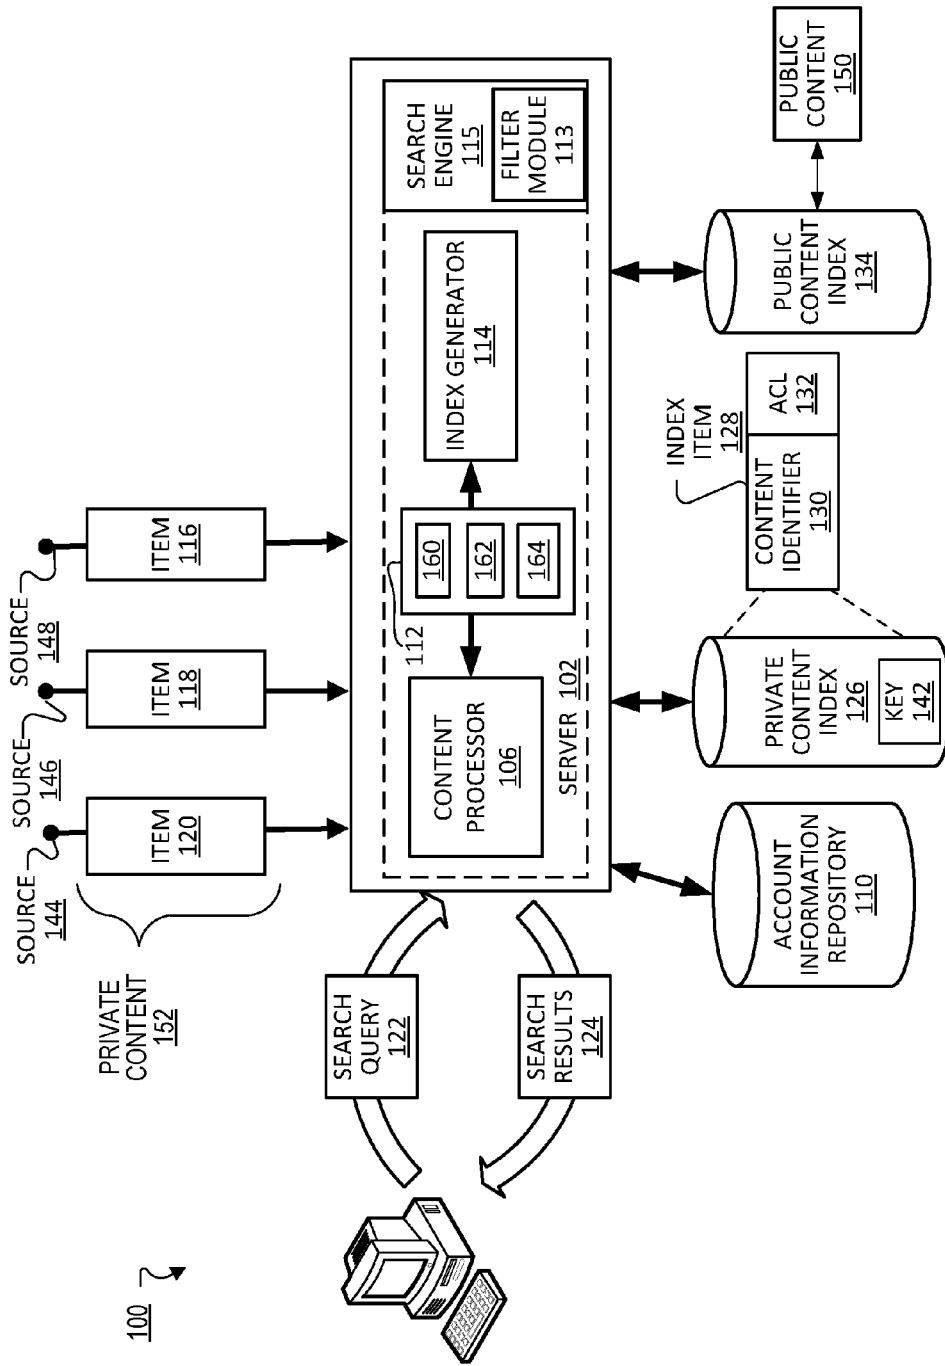 100
PRIVATE
CONTENT
152
SOURCE
144
SOURCE
146
SOURCE
148
ITEM
120
ITEM
118
ITEM
116
SEARCH
QUERY
122
SEARCH
RESULTS
124
CONTENT
PROCESSOR
106
SERVER 102
112
160
162
164
INDEX GENERATOR
114
SEARCH
ENGINE
115
FILTER
MODULE
113
ACCOUNT
INFORMATION
REPOSITORY
110
PRIVATE
CONTENT
INDEX
126
KEY
142
INDEX
ITEM
128
CONTENT
IDENTIFIER
130
ACL
132
PUBLIC
CONTENT
INDEX
134
PUBLIC
CONTENT
150